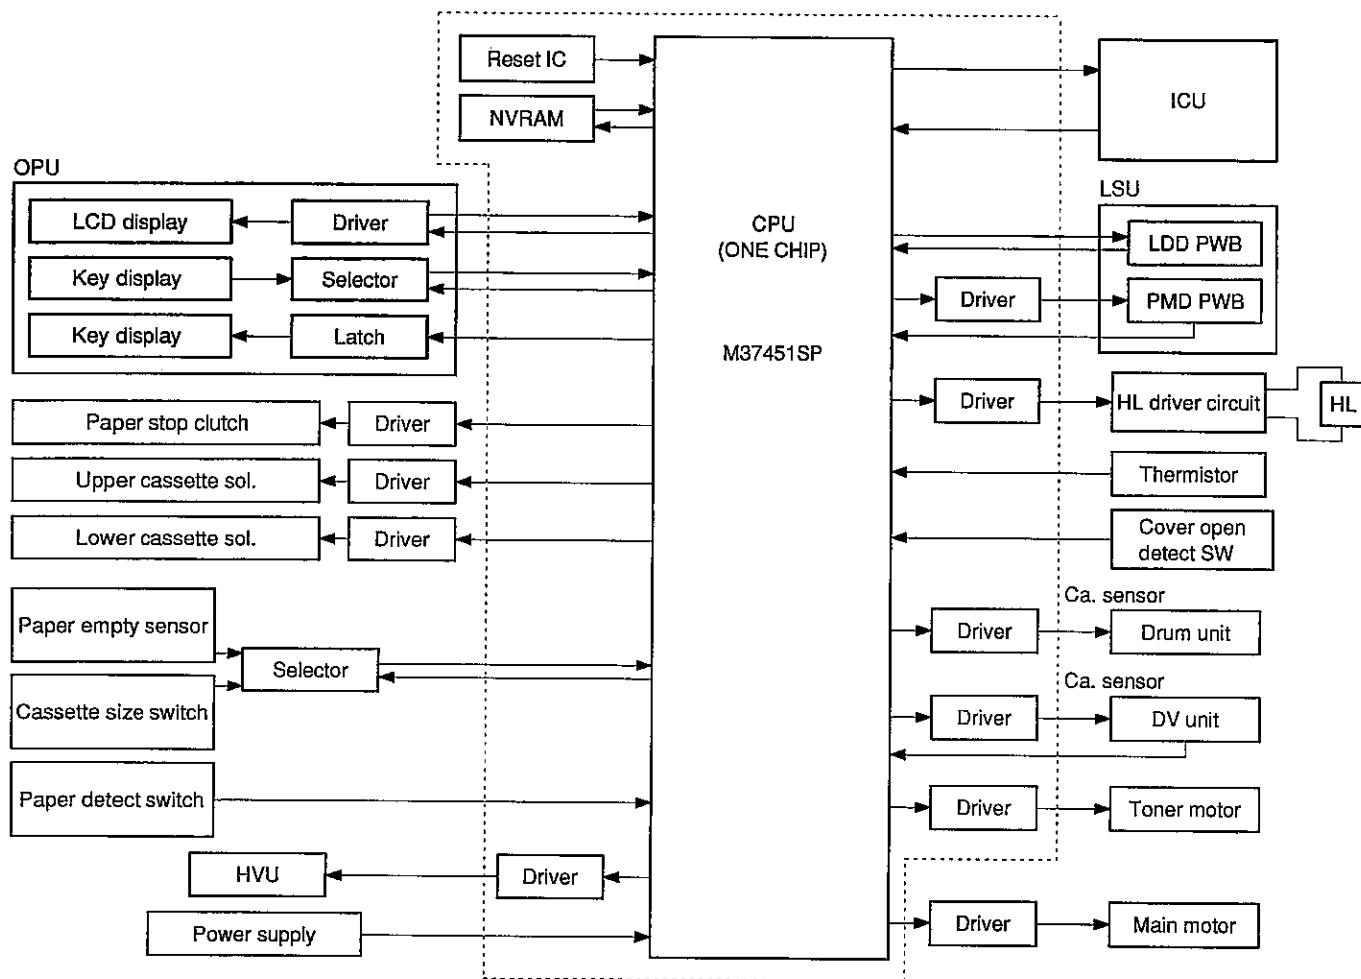 Reset IC
NVRAM
OPU
LCD display
Driver
Key display
Selector
Key display
Latch
Paper stop clutch
Driver
Upper cassette sol.
Driver
Lower cassette sol.
Driver
Paper empty sensor
Selector
Cassette size switch
Paper detect switch
HVU
Driver
Power supply
CPU
(ONE CHIP)
M37451SP
ICU
LSU
LDD PWB
Driver
PMD PWB
Driver
HL driver circuit
HL
Thermistor
Cover open
detect SW
Ca. sensor
Driver
Drum unit
Ca. sensor
Driver
DV unit
Driver
Toner motor
Driver
Main motor